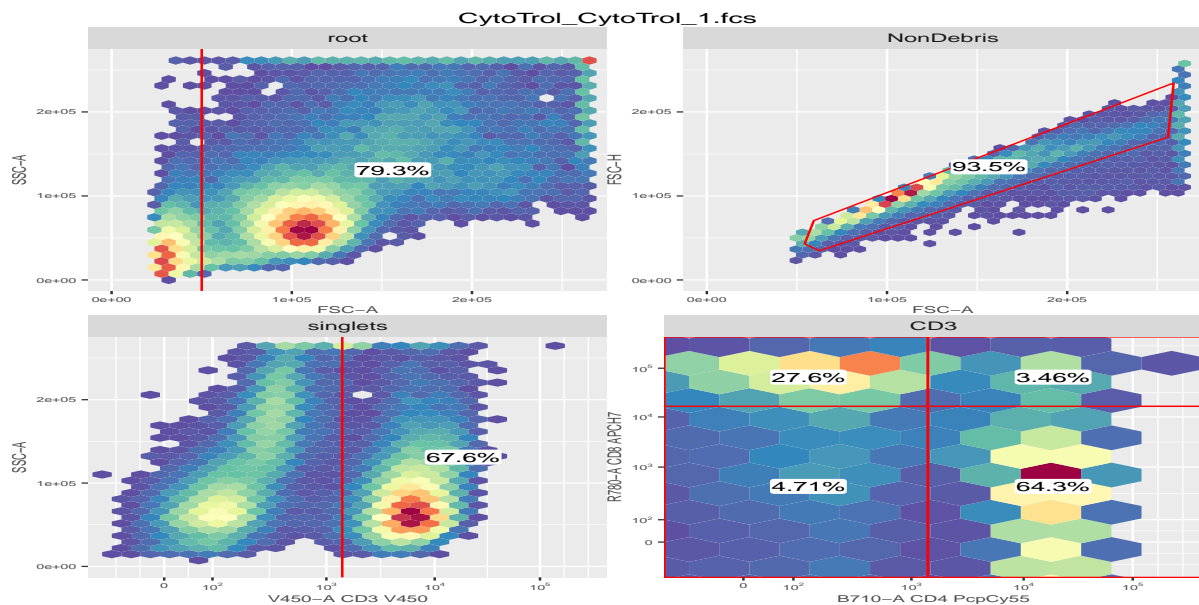 CytoTrol_CytoTrol_1.fcs
root
NonDebris
SSC-A
2e+05
1e+05
0e+00
79.3%
0e+00
1e+05
2e+05
FSC-A
FSC-H
2e+05
1e+05
0e+00
93.5%
0e+00
1e+05
2e+05
FSC-A
singlets
CD3
SSC-A
2e+05
1e+05
0e+00
67.6%
0
10²
10³
10⁴
10⁵
V450-A CD3 V450
R780-A CD8 APCH7
10⁵
10⁴
10³
10²
0
27.6%
3.46%
4.71%
64.3%
0
10²
10³
10⁴
10⁵
B710-A CD4 PcpCy55